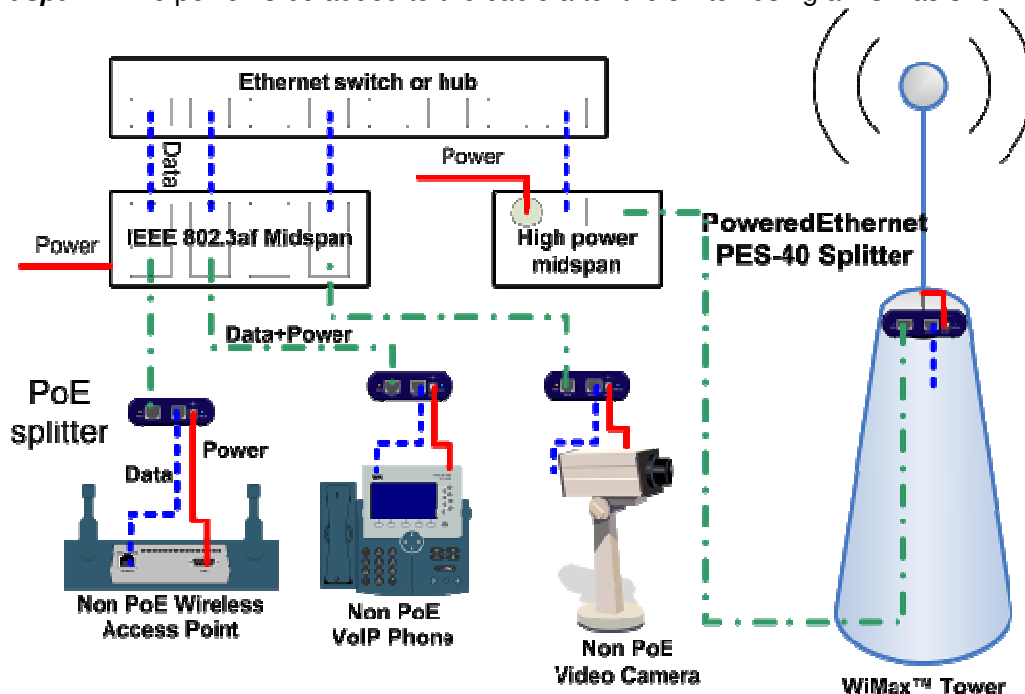 Ethernet switch or hub
Data
Power
Power
IEEE 802.3af Midspan
High power
midspan
PoweredEthernet
PES-40 Splitter
Data+Power
PoE
splitter
Power
Data
Non PoE Wireless
Access Point
Non PoE
VoIP Phone
Non PoE
Video Camera
WiMax™ Tower